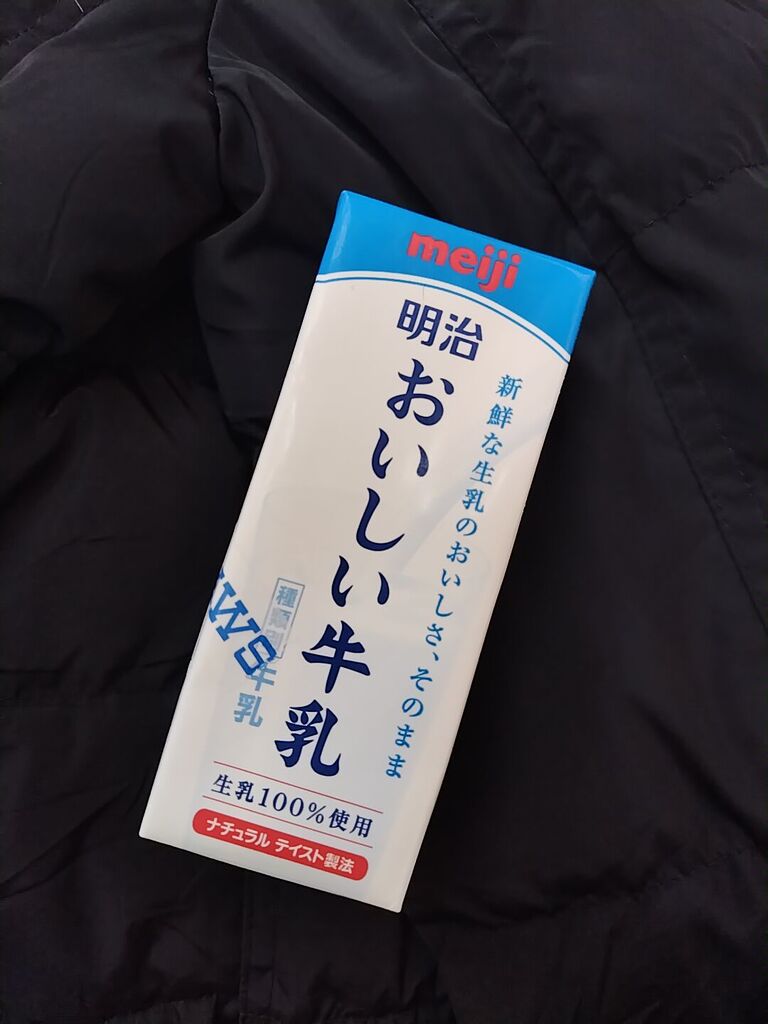 meiji
明治
おいしい牛乳
新鮮な生乳のおいしさ、そのまま
種類別
牛乳
生乳100%使用
ナチュラル テイスト製法